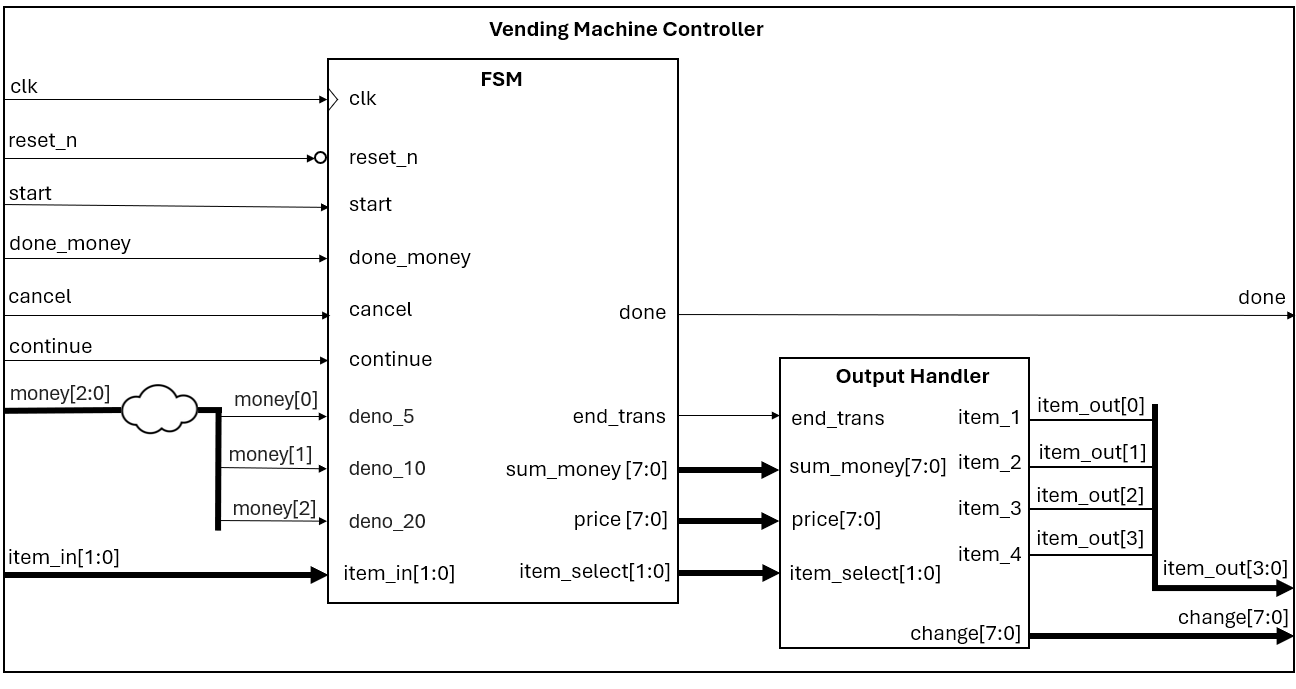 Vending Machine Controller
clk
reset_n
start
done_money
cancel
continue
money[2:0]
item_in[1:0]
money[0]
money[1]
money[2]
FSM
clk
reset_n
start
done_money
cancel
continue
deno_5
deno_10
deno_20
item_in[1:0]
done
end_trans
sum_money [7:0]
price [7:0]
item_select[1:0]
Output Handler
end_trans
sum_money[7:0]
price[7:0]
item_select[1:0]
item_1
item_2
item_3
item_4
change[7:0]
item_out[0]
item_out[1]
item_out[2]
item_out[3]
done
item_out[3:0]
change[7:0]